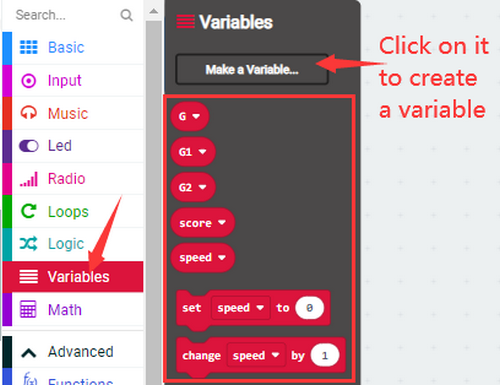 Search...
Basic
Input
Music
Led
Radio
Loops
Logic
Variables
Math
Advanced
Functions
Variables
Make a Variable...
G
G1
G2
score
speed
set speed to 0
change speed by 1
Click on it
to create
a variable